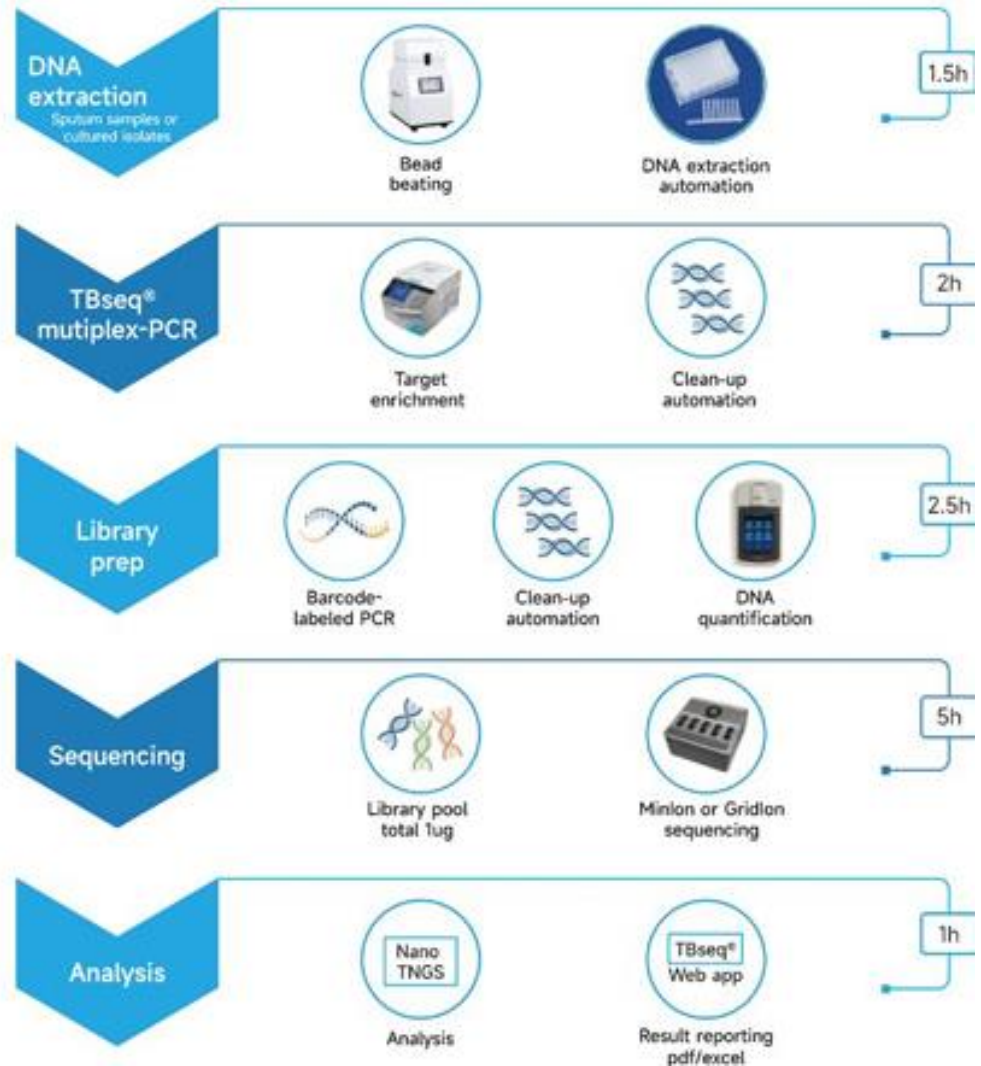 DNA
extraction
Sputum samples or
cultured isolates
Bead
beating
DNA extraction
automation
1.5h
TBseq®
mutiplex-PCR
Target
enrichment
Clean-up
automation
2h
Library
prep
Barcode-
labeled PCR
Clean-up
automation
DNA
quantification
2.5h
Sequencing
Library pool
total 1ug
MinIon or GridIon
sequencing
5h
Analysis
Nano
TNGS
Analysis
TBseq®
Web app
Result reporting
pdf/excel
1h